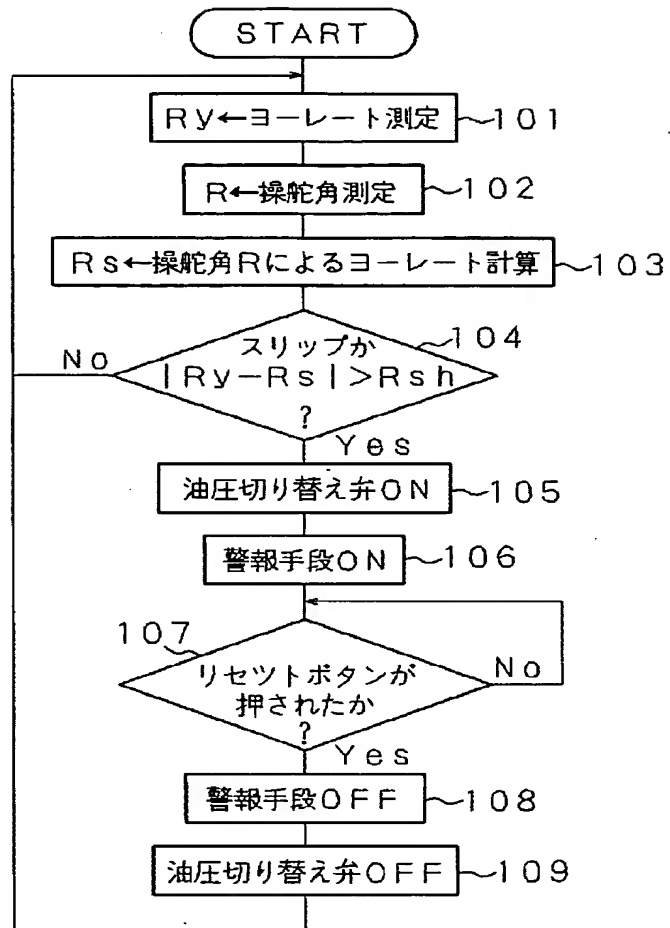 START
Ry←ヨーレート測定
101
R←操舵角測定
102
Rs←操舵角Rによるヨーレート計算
103
104
スリップか
|Ry−Rs|>Rsh
?
No
Yes
油圧切り替え弁ON
105
警報手段ON
106
107
リセツトボタンが
押されたか
?
No
Yes
警報手段OFF
108
油圧切り替え弁OFF
109